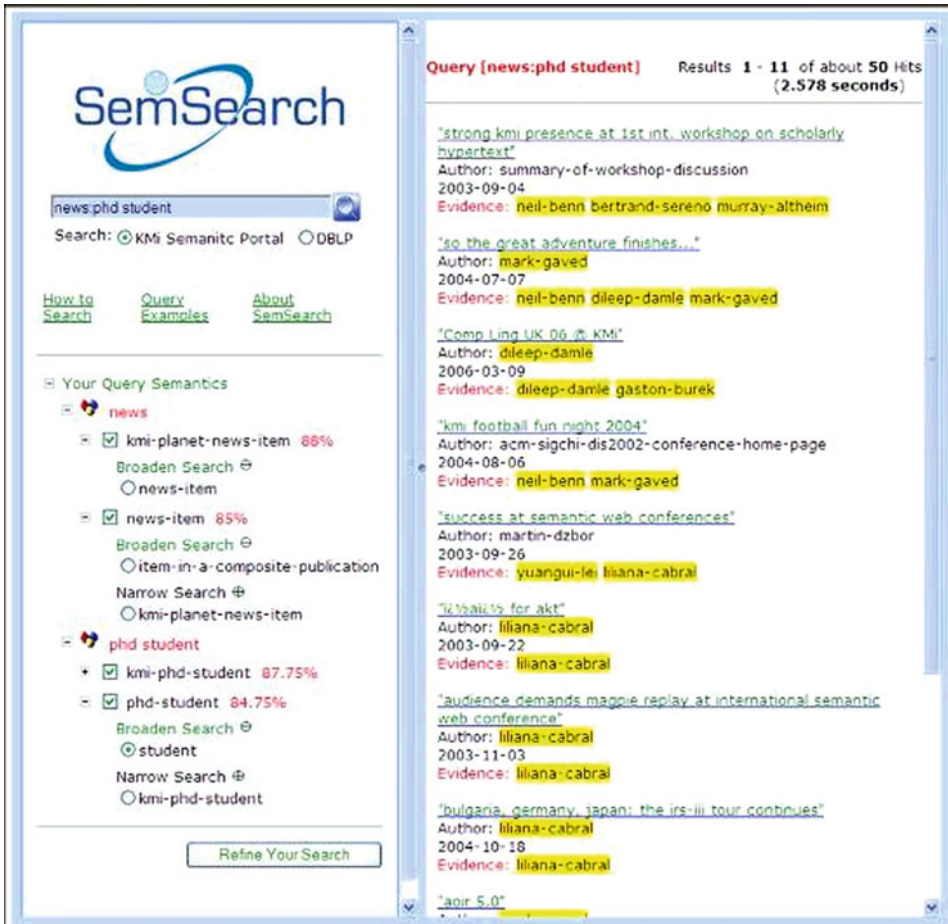 SemSearch
news:phd student
Search: KMi Semanitc Portal DBLP
How to Search
Query Examples
About SemSearch
Your Query Semantics
news
kmi-planet-news-item 88%
Broaden Search
news-item
news-item 85%
Broaden Search
item-in-a-composite-publication
Narrow Search
kmi-planet-news-item
phd student
kmi-phd-student 87.75%
phd-student 84.75%
Broaden Search
student
Narrow Search
kmi-phd-student
Refine Your Search
Query [news:phd student] Results 1 - 11 of about 50 Hits
(2.578 seconds)
"strong kmi presence at 1st int. workshop on scholarly
hypertext"
Author: summary-of-workshop-discussion
2003-09-04
Evidence: neil-benn bertrand-sereno murray-altheim
"so the great adventure finishes..."
Author: mark-gaved
2004-07-07
Evidence: neil-benn dileep-damle mark-gaved
"Comp Ling UK 06 @ KMi"
Author: dileep-damle
2006-03-09
Evidence: dileep-damle gaston-burek
"kmi football fun night 2004"
Author: acm-sigchi-dis2002-conference-home-page
2004-08-06
Evidence: neil-benn mark-gaved
"success at semantic web conferences"
Author: martin-dzbor
2003-09-26
Evidence: yuangui-lei liliana-cabral
"ï¿½aï¿½ for akt"
Author: liliana-cabral
2003-09-22
Evidence: liliana-cabral
"audience demands magpie replay at international semantic
web conference"
Author: liliana-cabral
2003-11-03
Evidence: liliana-cabral
"bulgaria, germany, japan: the irs-iii tour continues"
Author: liliana-cabral
2004-10-18
Evidence: liliana-cabral
"aoir 5.0"